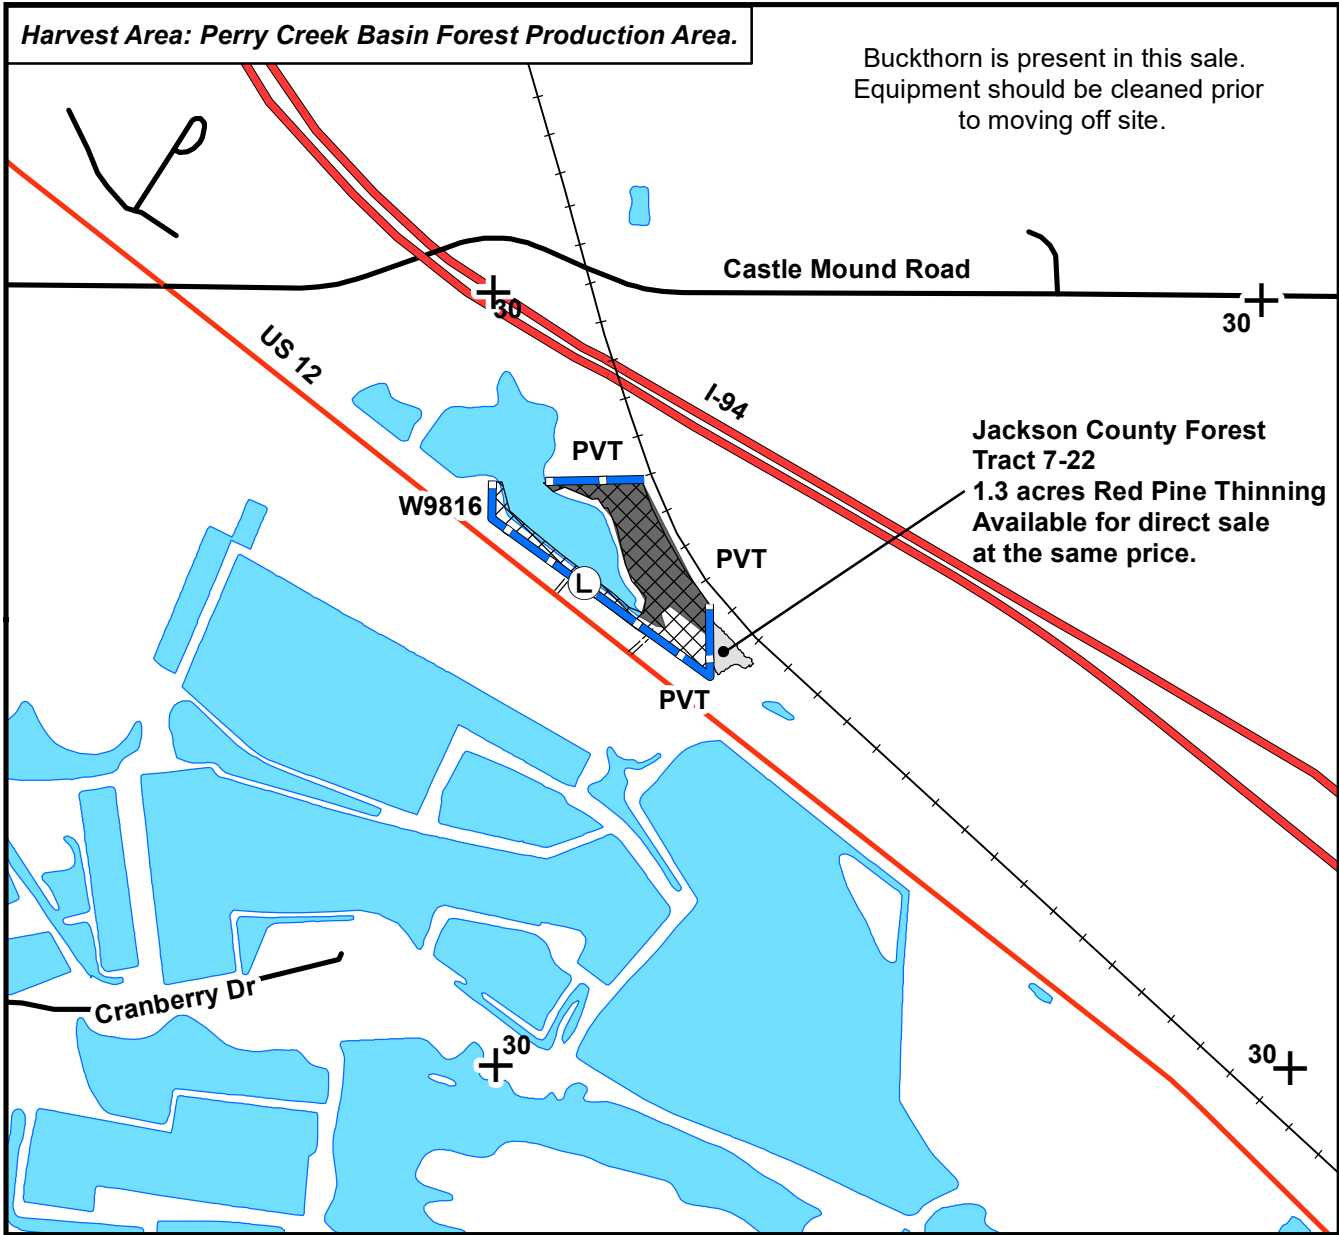 Harvest Area: Perry Creek Basin Forest Production Area.
Buckthorn is present in this sale.
Equipment should be cleaned prior
to moving off site.
Castle Mound Road
30
30
US 12
I-94
Jackson County Forest
Tract 7-22
1.3 acres Red Pine Thinning
Available for direct sale
at the same price.
PVT
W9816
PVT
L
PVT
Cranberry Dr
30
30